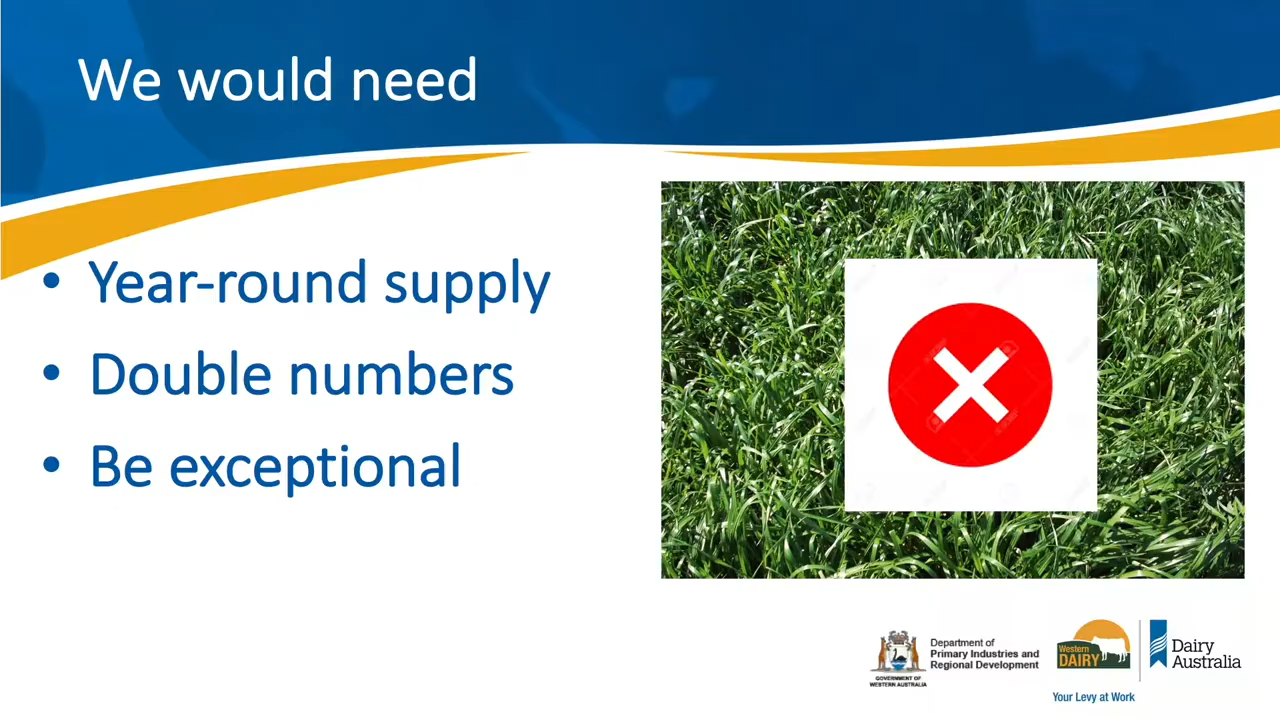 We would need
• Year-round supply
• Double numbers
• Be exceptional
GOVERNMENT OF
WESTERN AUSTRALIA
Department of
Primary Industries and
Regional Development
Western
DAIRY
Your Levy at Work
Dairy
Australia